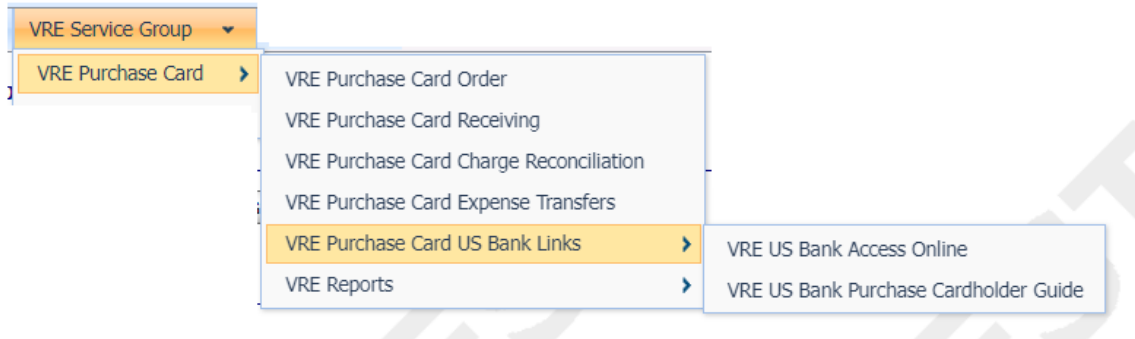 VRE Service Group
VRE Purchase Card
VRE Purchase Card Order
VRE Purchase Card Receiving
VRE Purchase Card Charge Reconciliation
VRE Purchase Card Expense Transfers
VRE Purchase Card US Bank Links
VRE US Bank Access Online
VRE Reports
VRE US Bank Purchase Cardholder Guide